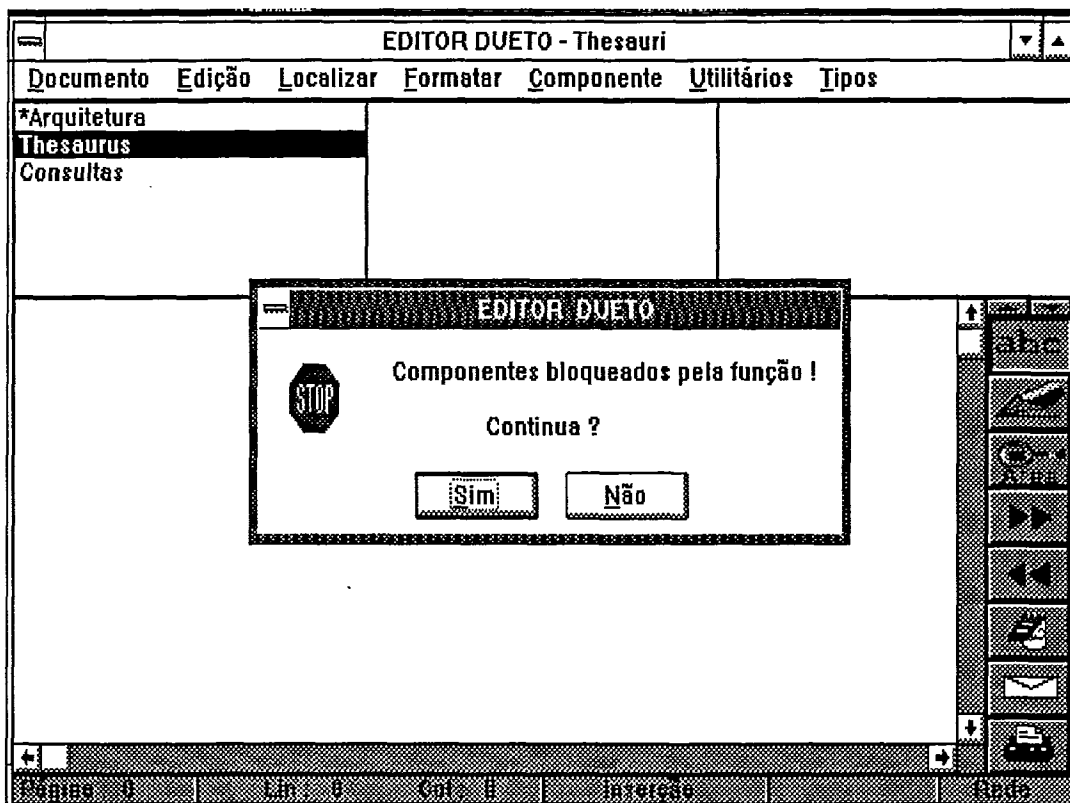 EDITOR DUETO - Thesauri
Documento Edição Localizar Formatar Componente Utilitários Tipos
*Arquitetura
Thesaurus
Consultas
EDITOR DUETO
STOP
Componentes bloqueados pela função !
Continua ?
Sim Não
abc
Página : 0 Lin : 0 Col : 0 Inserção Rede